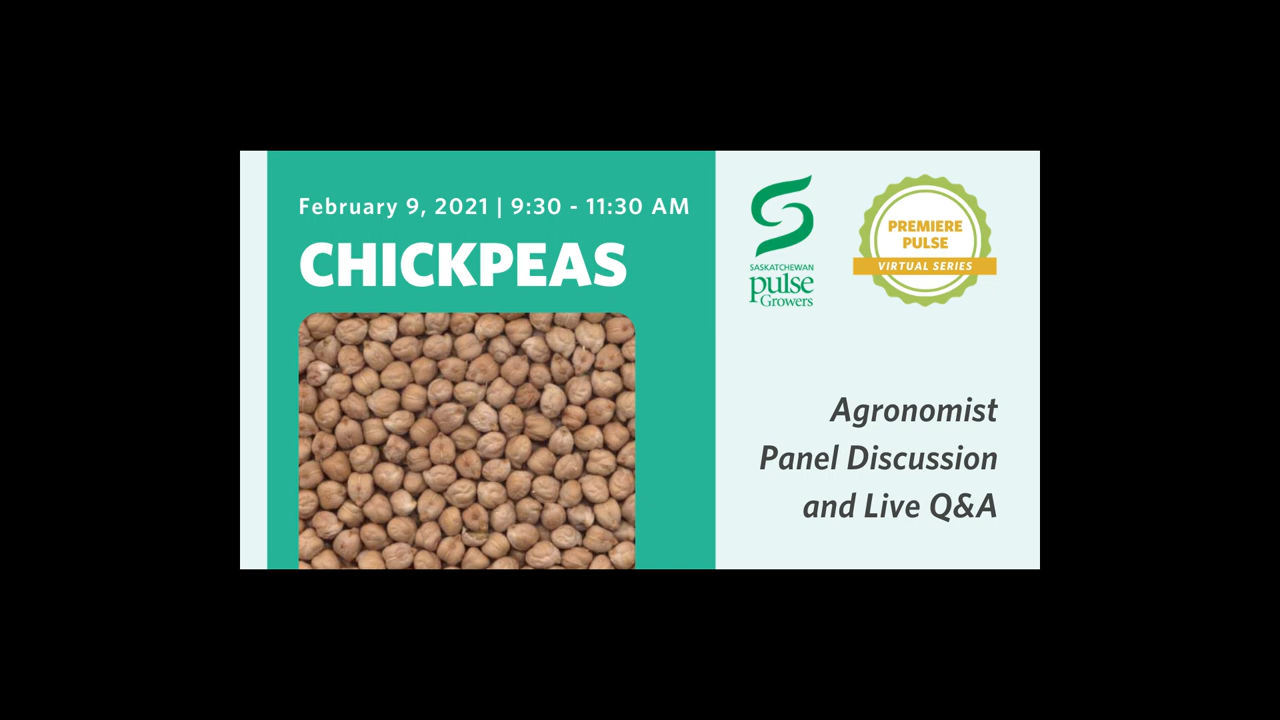 February 9, 2021 | 9:30 - 11:30 AM
CHICKPEAS
SASKATCHEWAN
pulse
Growers
PREMIERE
PULSE
VIRTUAL SERIES
Agronomist
Panel Discussion
and Live Q&A